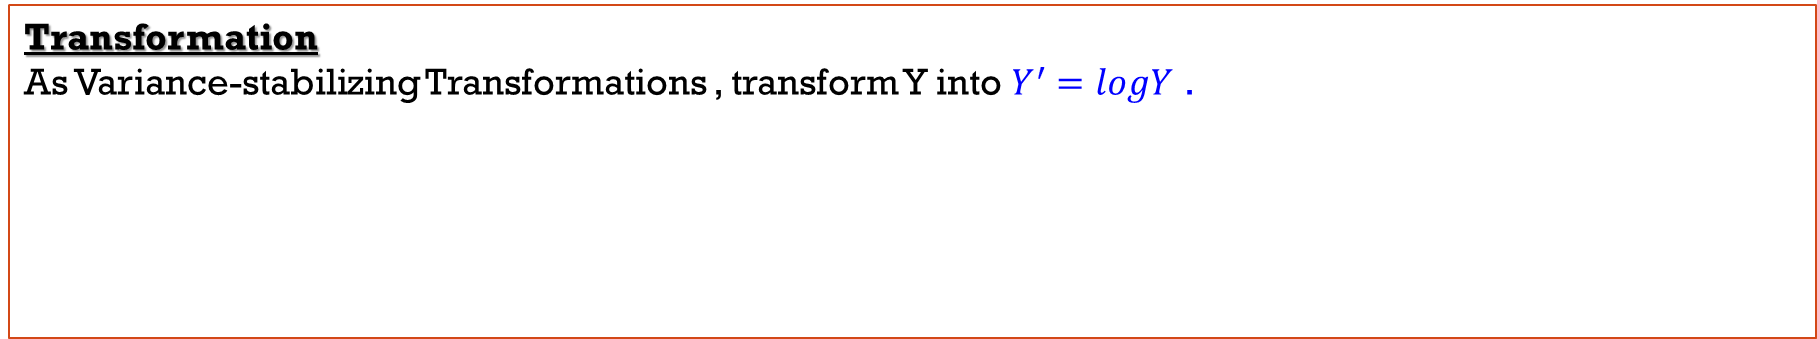 Transformation
As Variance-stabilizing Transformations , transform Y into Y′ = logY .